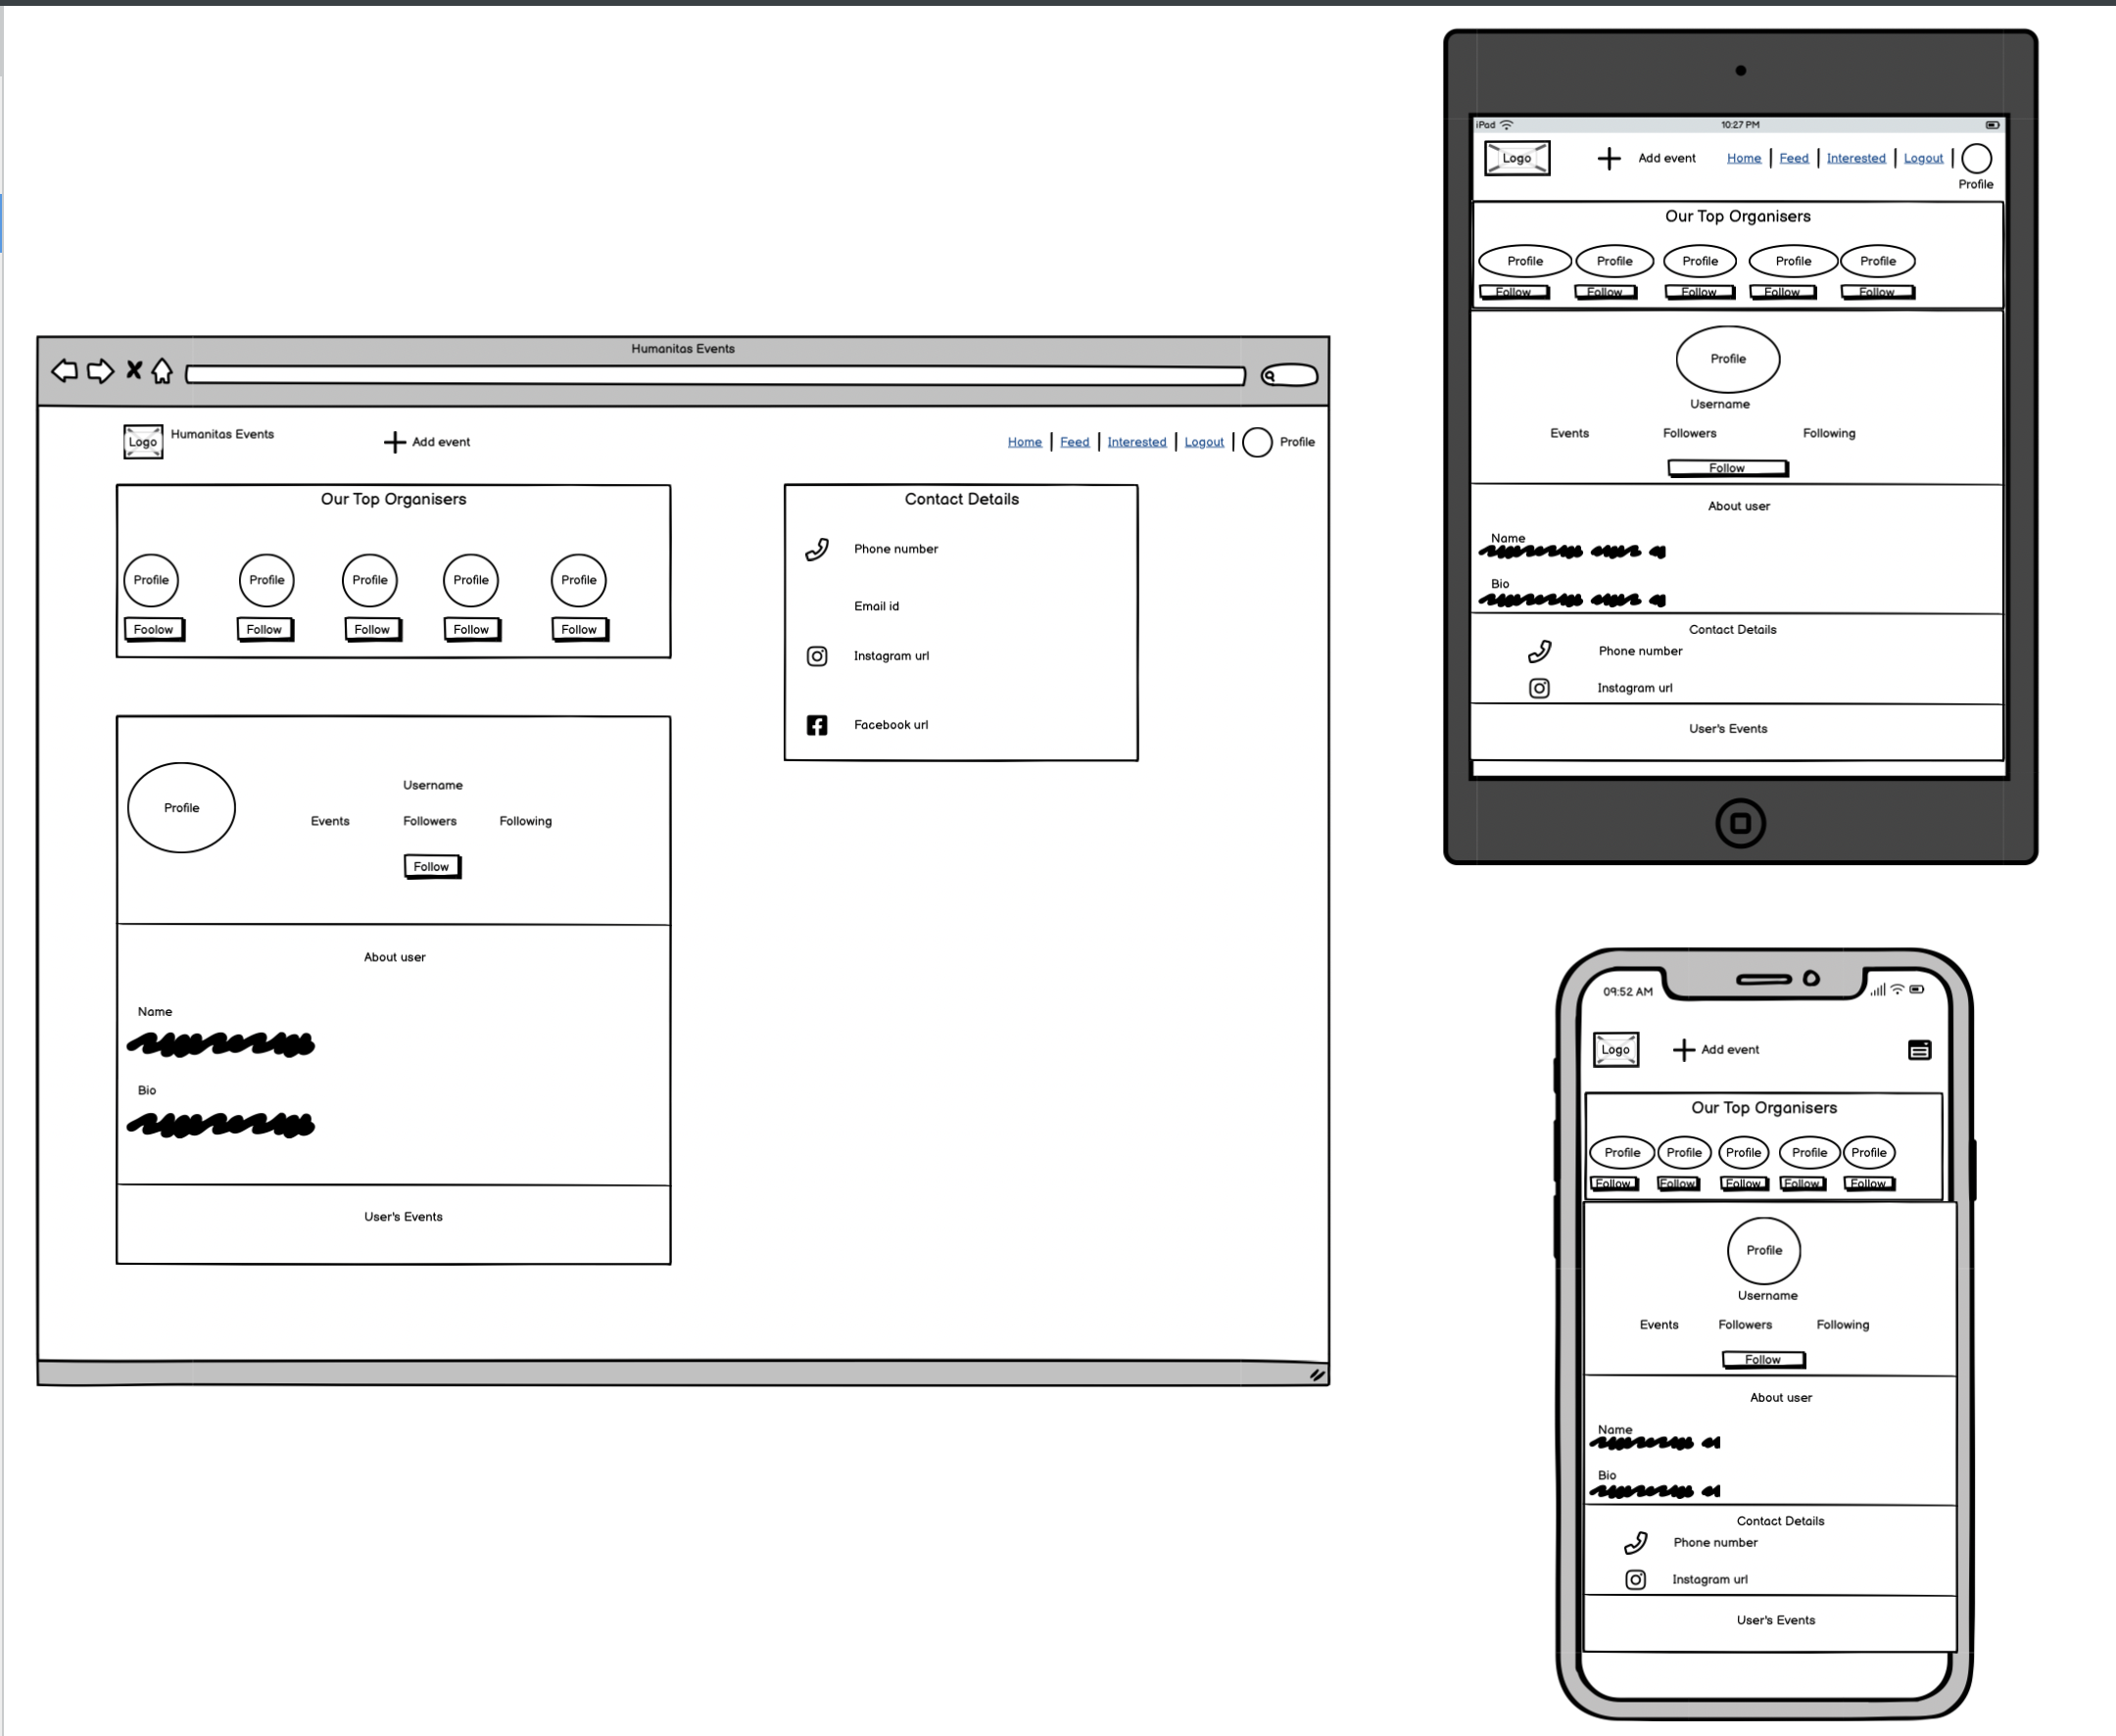 Humanitas Events
Logo Humanitas Events Add event Home Feed Interested Logout Profile
Our Top Organisers
Profile Profile Profile Profile Profile
Foolow Follow Follow Follow Follow
Contact Details
Phone number
Email id
Instagram url
Facebook url
Profile
Username
Events Followers Following
Follow
About user
Name
Bio
User's Events
iPad 10:27 PM
Logo Add event Home Feed Interested Logout
Profile
Our Top Organisers
Profile Profile Profile Profile Profile
Follow Follow Follow Follow Follow
Profile
Username
Events Followers Following
Follow
About user
Name
Bio
Contact Details
Phone number
Instagram url
User's Events
09:52 AM
Logo Add event
Our Top Organisers
Profile Profile Profile Profile Profile
Follow Follow Follow Follow Follow
Profile
Username
Events Followers Following
Follow
About user
Name
Bio
Contact Details
Phone number
Instagram url
User's Events